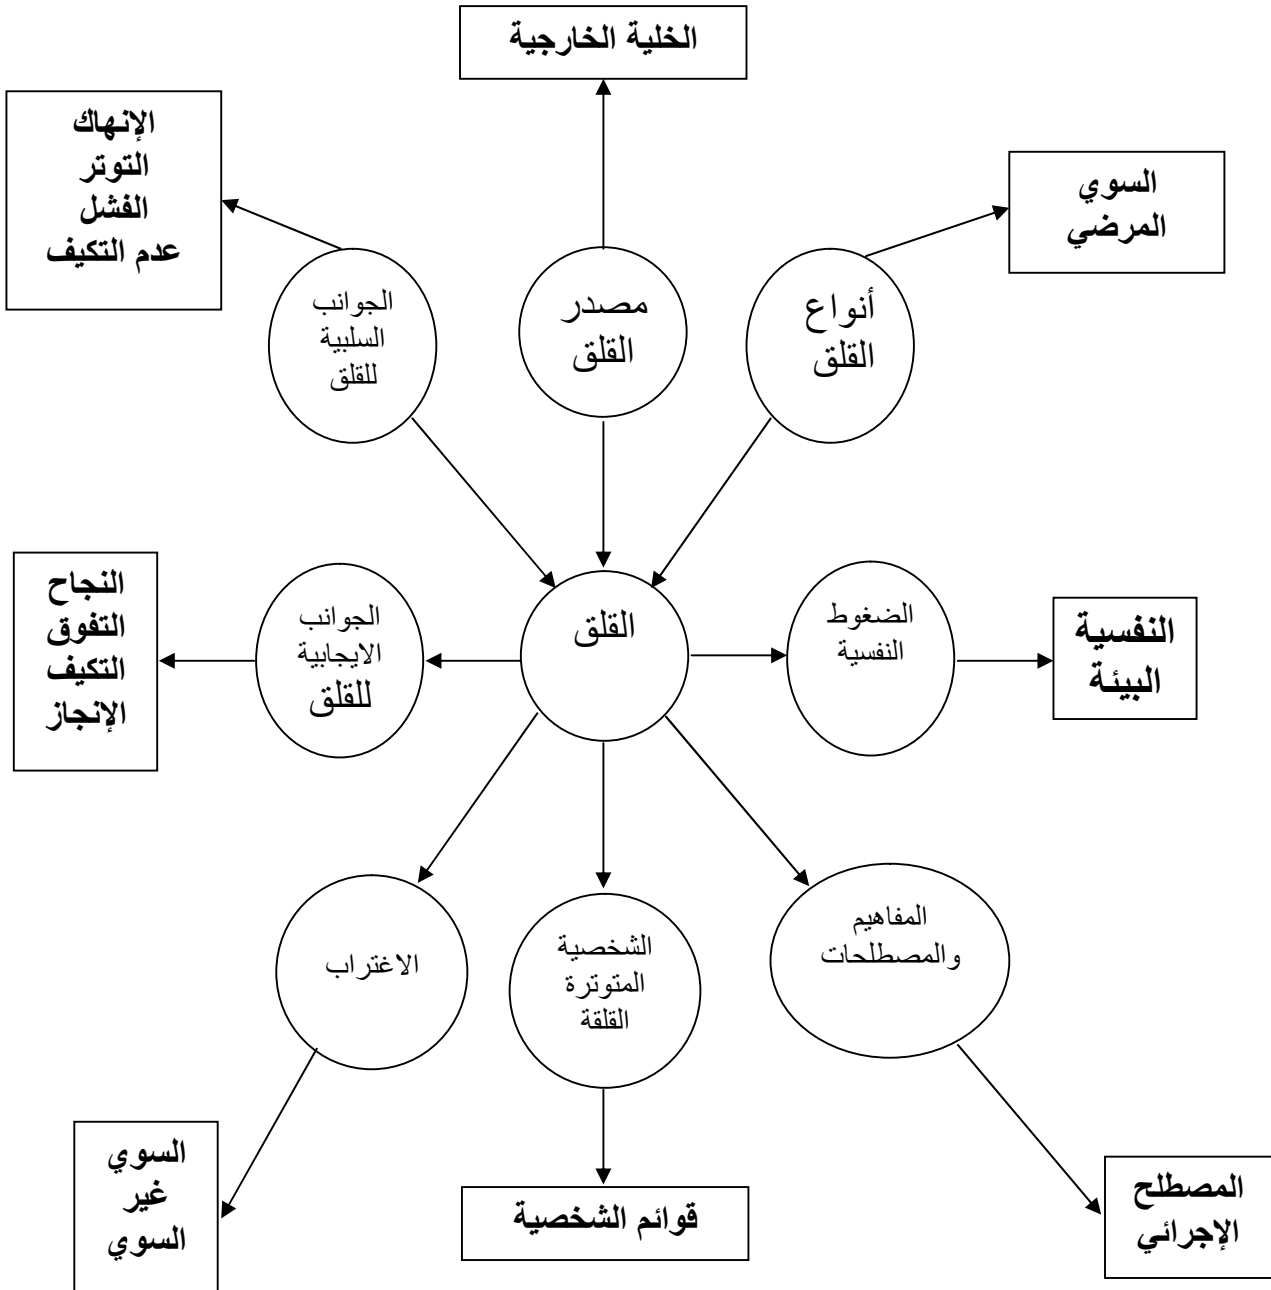 الخلية الخارجية
السوي
المرضي
الإنهاك
التوتر
الفشل
عدم التكيف
أنواع
القلق
مصدر
القلق
الجوانب
السلبية
للقلق
النفسية
البيئة
الضغوط
النفسية
القلق
الجوانب
الايجابية
للقلق
النجاح
التفوق
التكيف
الإنجاز
المفاهيم
والمصطلحات
الشخصية
المتوترة
القلقة
الاغتراب
المصطلح
الإجرائي
قوائم الشخصية
السوي
غير
السوي